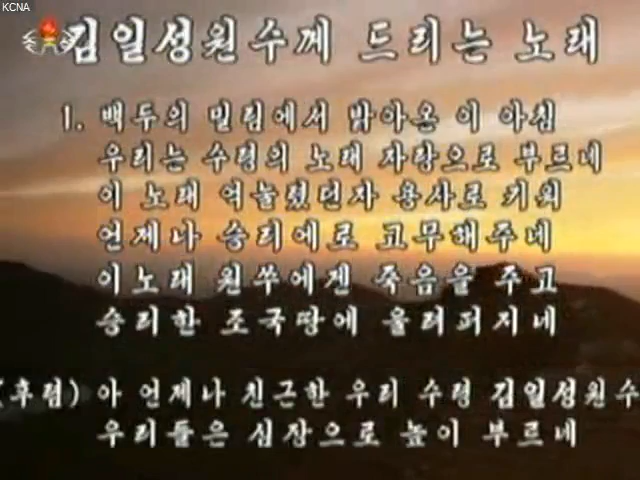 KCNA
김일성원수께 드리는 노래
1. 백두의 밀림에서 밝아온 이 아침
우리는 수령의 노래 자랑으로 부르네
이 노래 억눌렸던자 용사로 키워
언제나 승리에로 고무해주네
이노래 원쑤에겐 죽음을 주고
승리한 조국땅에 울려퍼지네
(후렴) 아 언제나 친근한 우리 수령 김일성원수
우리들은 심장으로 높이 부르네